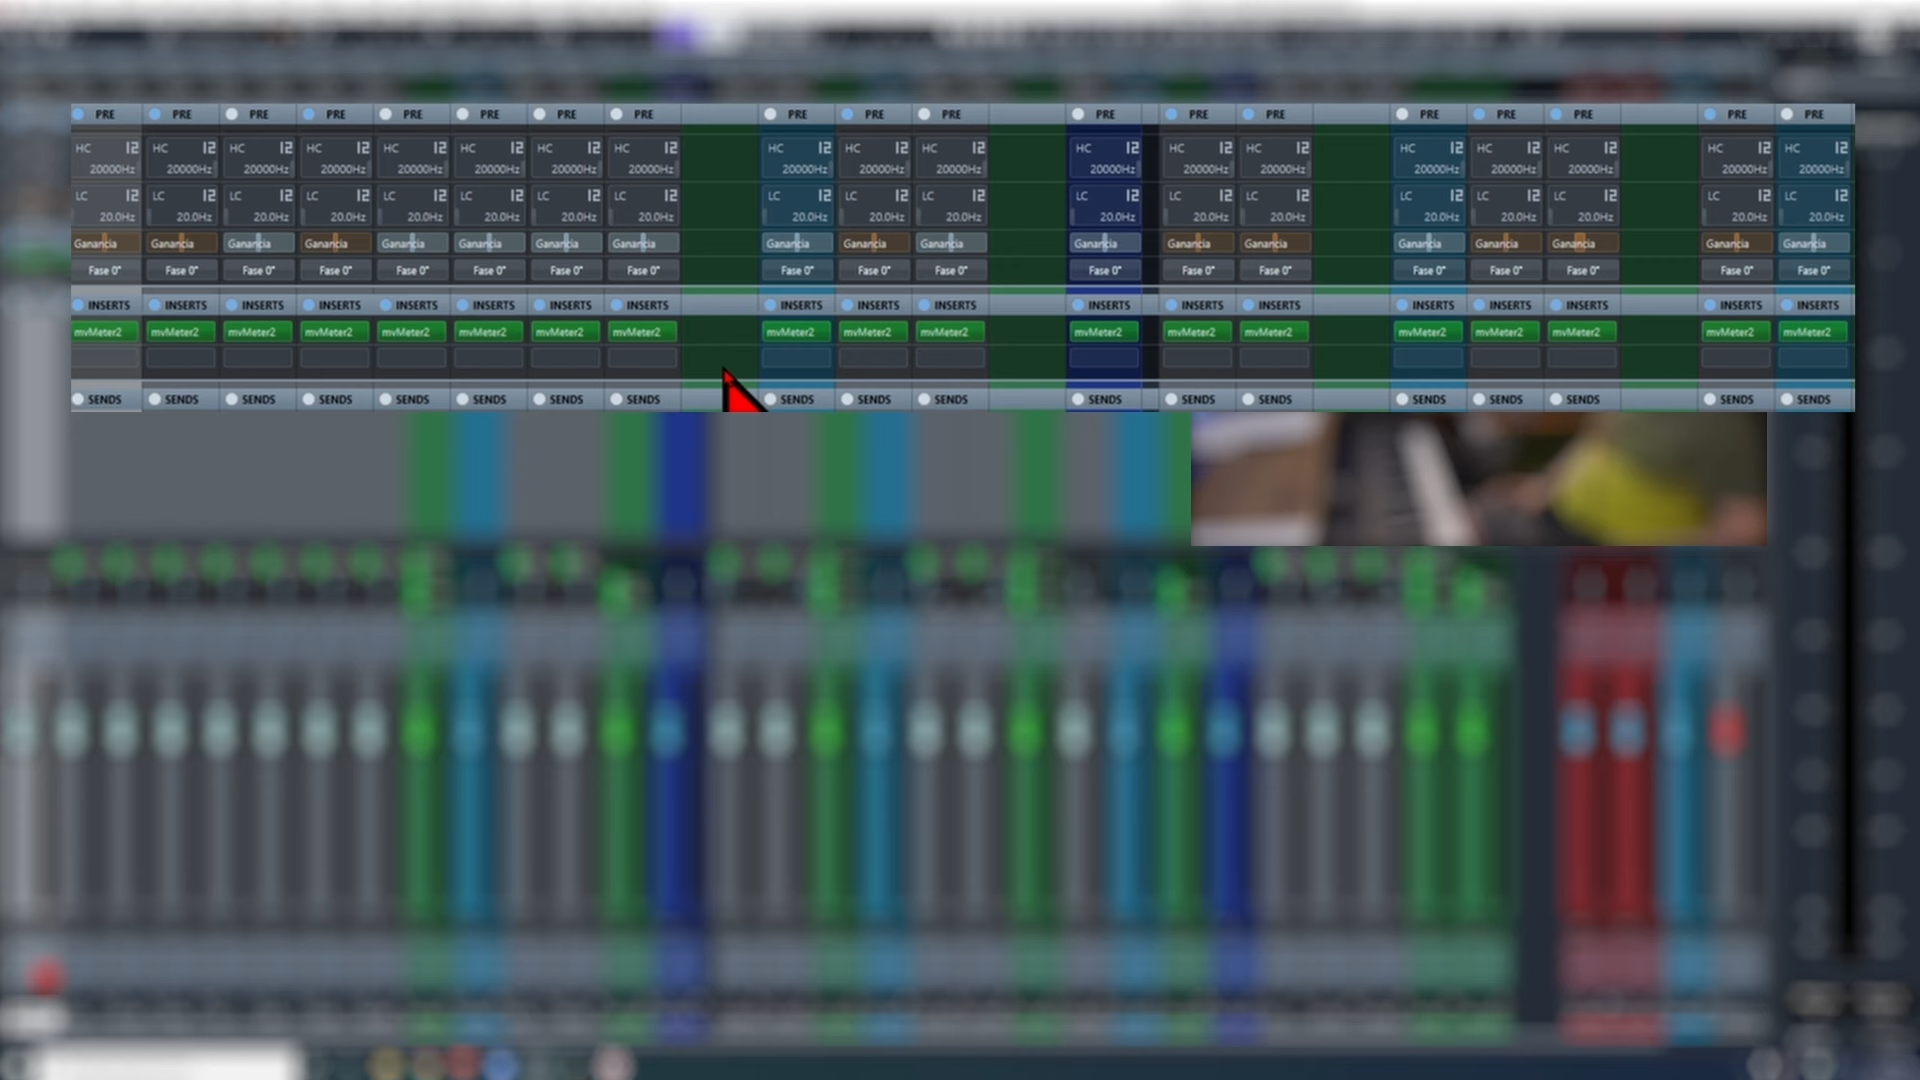 PRE PRE PRE PRE PRE PRE PRE PRE PRE PRE PRE PRE PRE PRE PRE PRE PRE PRE PRE
HC 12 HC 12 HC 12 HC 12 HC 12 HC 12 HC 12 HC 12 HC 12 HC 12 HC 12 HC 12 HC 12 HC 12 HC 12 HC 12 HC 12 HC 12 HC 12
20000Hz 20000Hz 20000Hz 20000Hz 20000Hz 20000Hz 20000Hz 20000Hz 20000Hz 20000Hz 20000Hz 20000Hz 20000Hz 20000Hz 20000Hz 20000Hz 20000Hz 20000Hz 20000Hz
LC 12 LC 12 LC 12 LC 12 LC 12 LC 12 LC 12 LC 12 LC 12 LC 12 LC 12 LC 12 LC 12 LC 12 LC 12 LC 12 LC 12 LC 12 LC 12
20.0Hz 20.0Hz 20.0Hz 20.0Hz 20.0Hz 20.0Hz 20.0Hz 20.0Hz 20.0Hz 20.0Hz 20.0Hz 20.0Hz 20.0Hz 20.0Hz 20.0Hz 20.0Hz 20.0Hz 20.0Hz 20.0Hz
Ganancia Ganancia Ganancia Ganancia Ganancia Ganancia Ganancia Ganancia Ganancia Ganancia Ganancia Ganancia Ganancia Ganancia Ganancia Ganancia Ganancia Ganancia Ganancia
Fase 0° Fase 0° Fase 0° Fase 0° Fase 0° Fase 0° Fase 0° Fase 0° Fase 0° Fase 0° Fase 0° Fase 0° Fase 0° Fase 0° Fase 0° Fase 0° Fase 0° Fase 0° Fase 0°
INSERTS INSERTS INSERTS INSERTS INSERTS INSERTS INSERTS INSERTS INSERTS INSERTS INSERTS INSERTS INSERTS INSERTS INSERTS INSERTS INSERTS INSERTS INSERTS
mvMeter2 mvMeter2 mvMeter2 mvMeter2 mvMeter2 mvMeter2 mvMeter2 mvMeter2 mvMeter2 mvMeter2 mvMeter2 mvMeter2 mvMeter2 mvMeter2 mvMeter2 mvMeter2 mvMeter2 mvMeter2 mvMeter2
SENDS SENDS SENDS SENDS SENDS SENDS SENDS SENDS SENDS SENDS SENDS SENDS SENDS SENDS SENDS SENDS SENDS SENDS SENDS